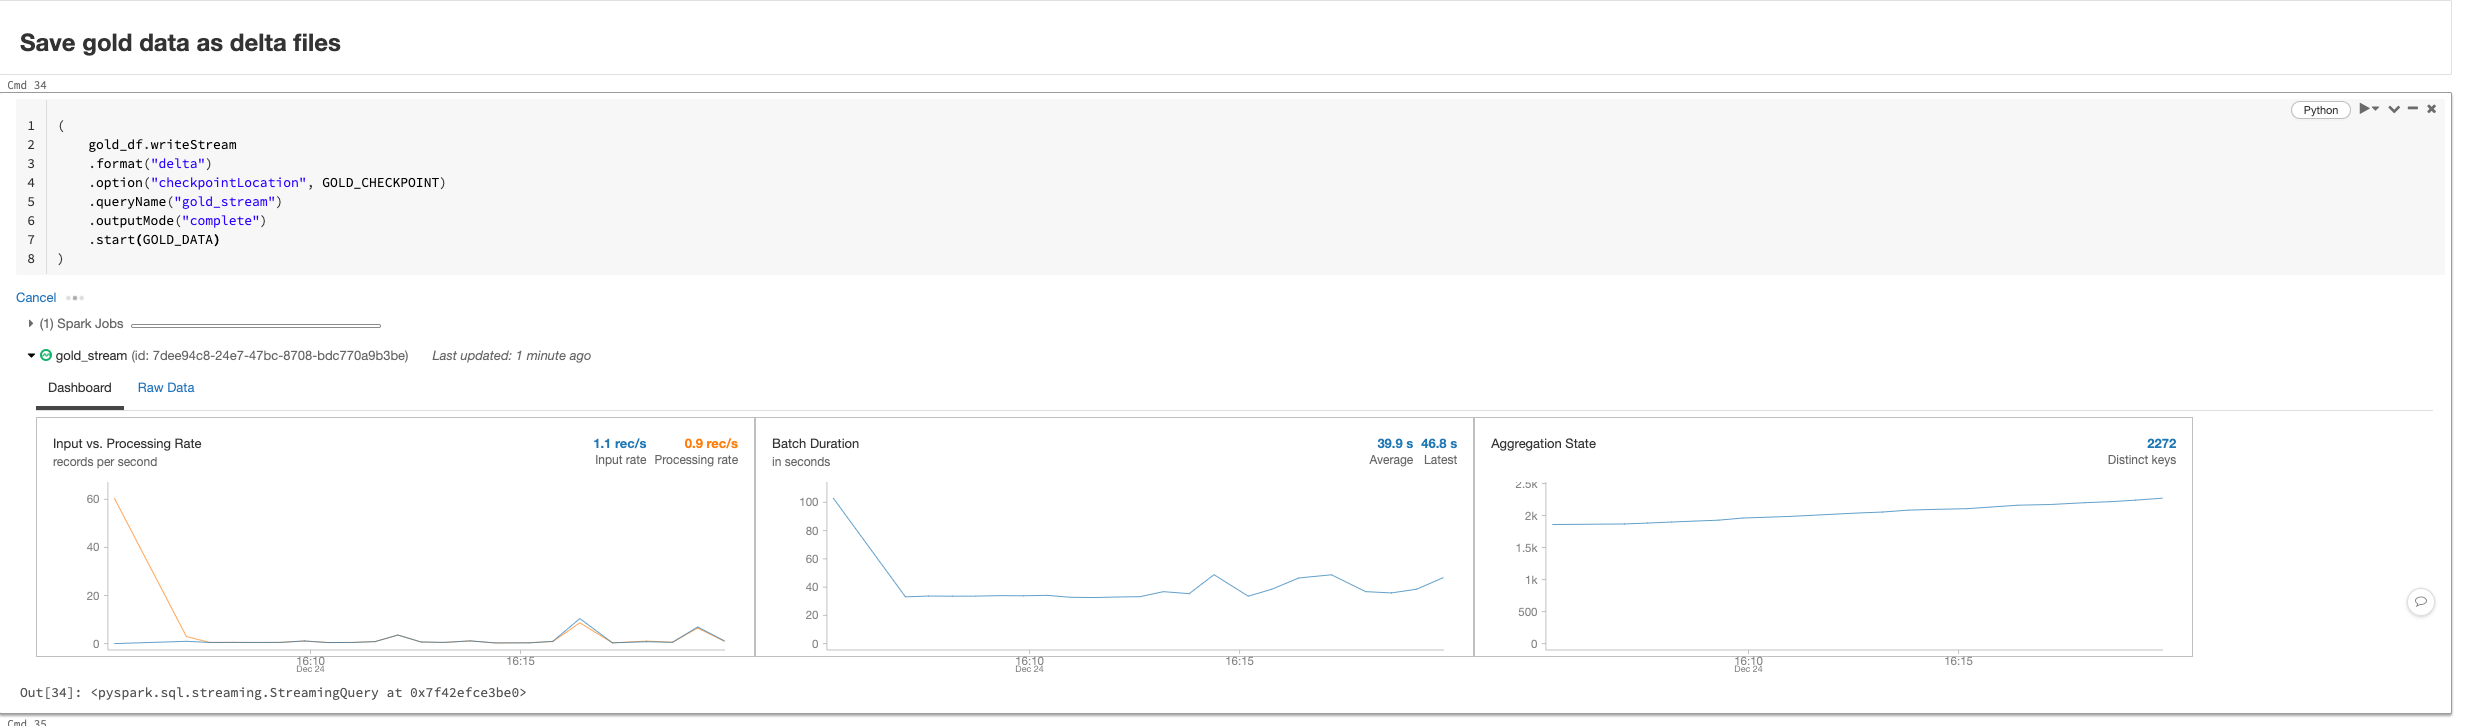 Save gold data as delta files
Cmd 34
Python
1 (
2     gold_df.writeStream
3     .format("delta")
4     .option("checkpointLocation", GOLD_CHECKPOINT)
5     .queryName("gold_stream")
6     .outputMode("complete")
7     .start(GOLD_DATA)
8 )
Cancel
(1) Spark Jobs
gold_stream (id: 7dee94c8-24e7-47bc-8708-bdc770a9b3be) Last updated: 1 minute ago
Dashboard Raw Data
Input vs. Processing Rate
records per second
1.1 rec/s 0.9 rec/s
Input rate Processing rate
60
40
20
0
16:10 16:15
Dec 24
Batch Duration
in seconds
39.9 s 46.8 s
Average Latest
100
80
60
40
20
0
16:10 16:15
Dec 24
Aggregation State
2272
Distinct keys
2.5k
2k
1.5k
1k
500
0
16:10 16:15
Dec 24
Out[34]: <pyspark.sql.streaming.StreamingQuery at 0x7f42efce3be0>
Cmd 35